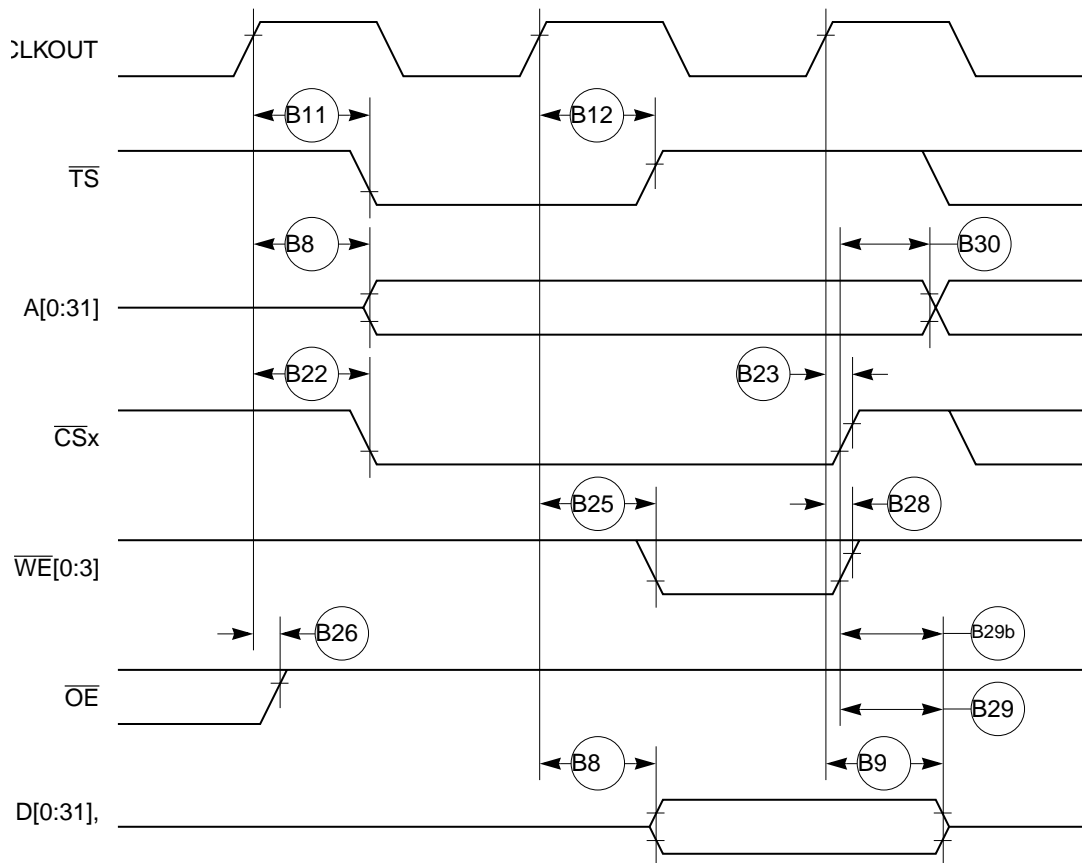 CLKOUT
B11
B12
TS
B8
B30
A[0:31]
B22
B23
CSx
B25
B28
WE[0:3]
B26
B29b
OE
B29
B8
B9
D[0:31],